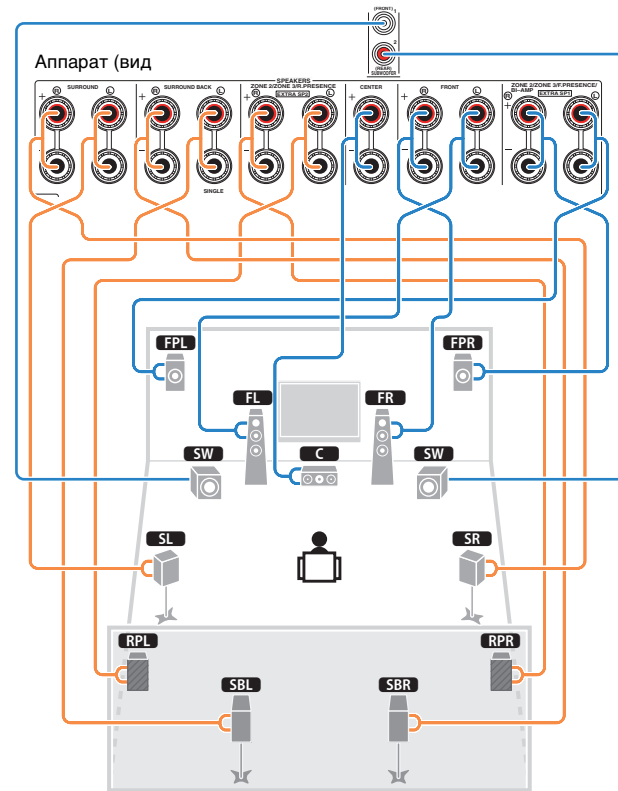 (FRONT) 1
2
(REAR)
SUBWOOFER
Аппарат (вид
SPEAKERS
R SURROUND L
R SURROUND BACK L
ZONE 2/ZONE 3/R.PRESENCE
R EXTRA SP2 L
CENTER
R FRONT L
ZONE 2/ZONE 3/F.PRESENCE/
BI-AMP EXTRA SP1
R L
+ + + + + +
- - - - - -
SINGLE
FPL FPR
FL FR
SW C SW
SL SR
RPL RPR
SBL SBR